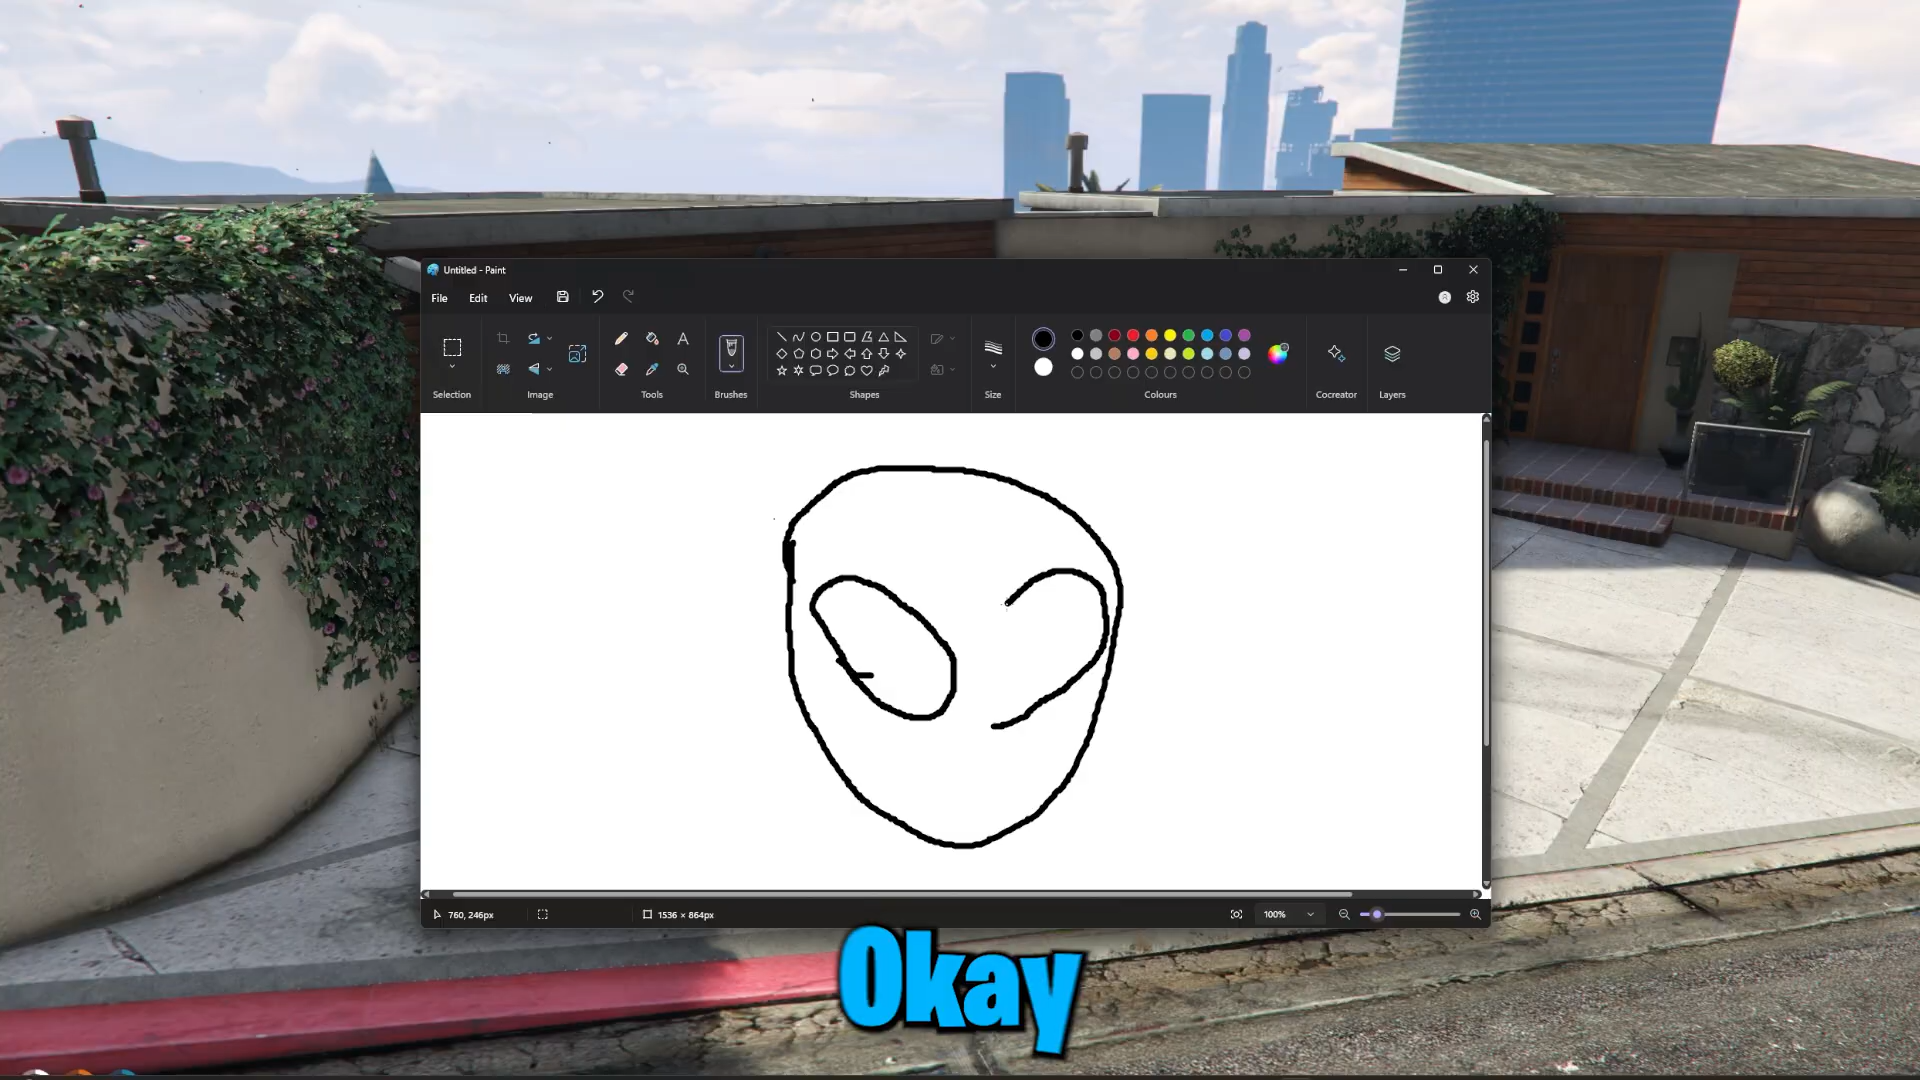 Untitled - Paint
File Edit View
Selection Image Tools Brushes Shapes Size Colours Cocreator Layers
760, 246px 1536 × 864px 100%
Okay